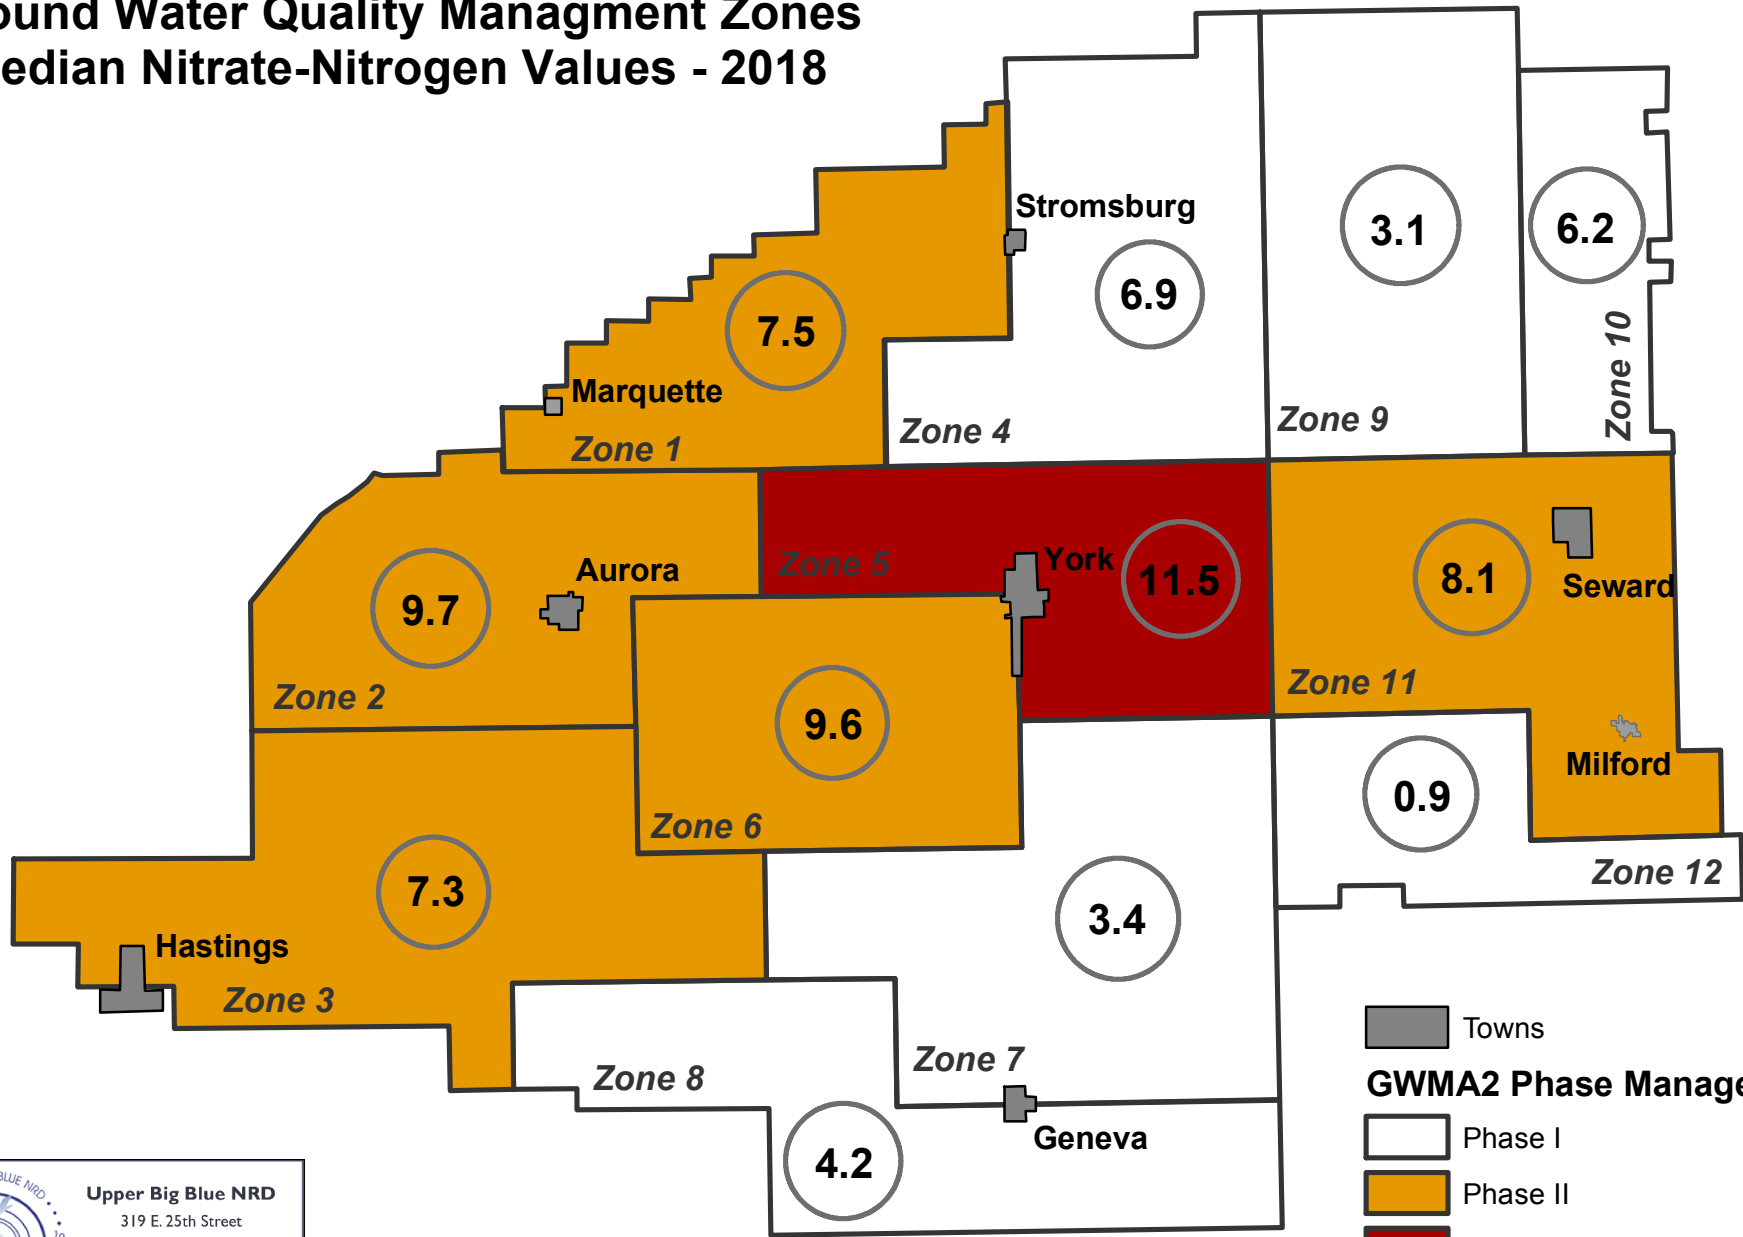 ound Water Quality Managment Zones
edian Nitrate-Nitrogen Values - 2018
Stromsburg
3.1
6.2
6.9
7.5
Zone 10
Marquette
Zone 1
Zone 4
Zone 9
Aurora
Zone 5
York
11.5
8.1
Seward
9.7
Zone 2
Zone 11
9.6
Milford
Zone 6
0.9
7.3
Zone 12
3.4
Hastings
Zone 3
Zone 8
Zone 7
Geneva
4.2
Towns
GWMA2 Phase Manage
Phase I
Phase II
BLUE NRD
Upper Big Blue NRD
319 E. 25th Street